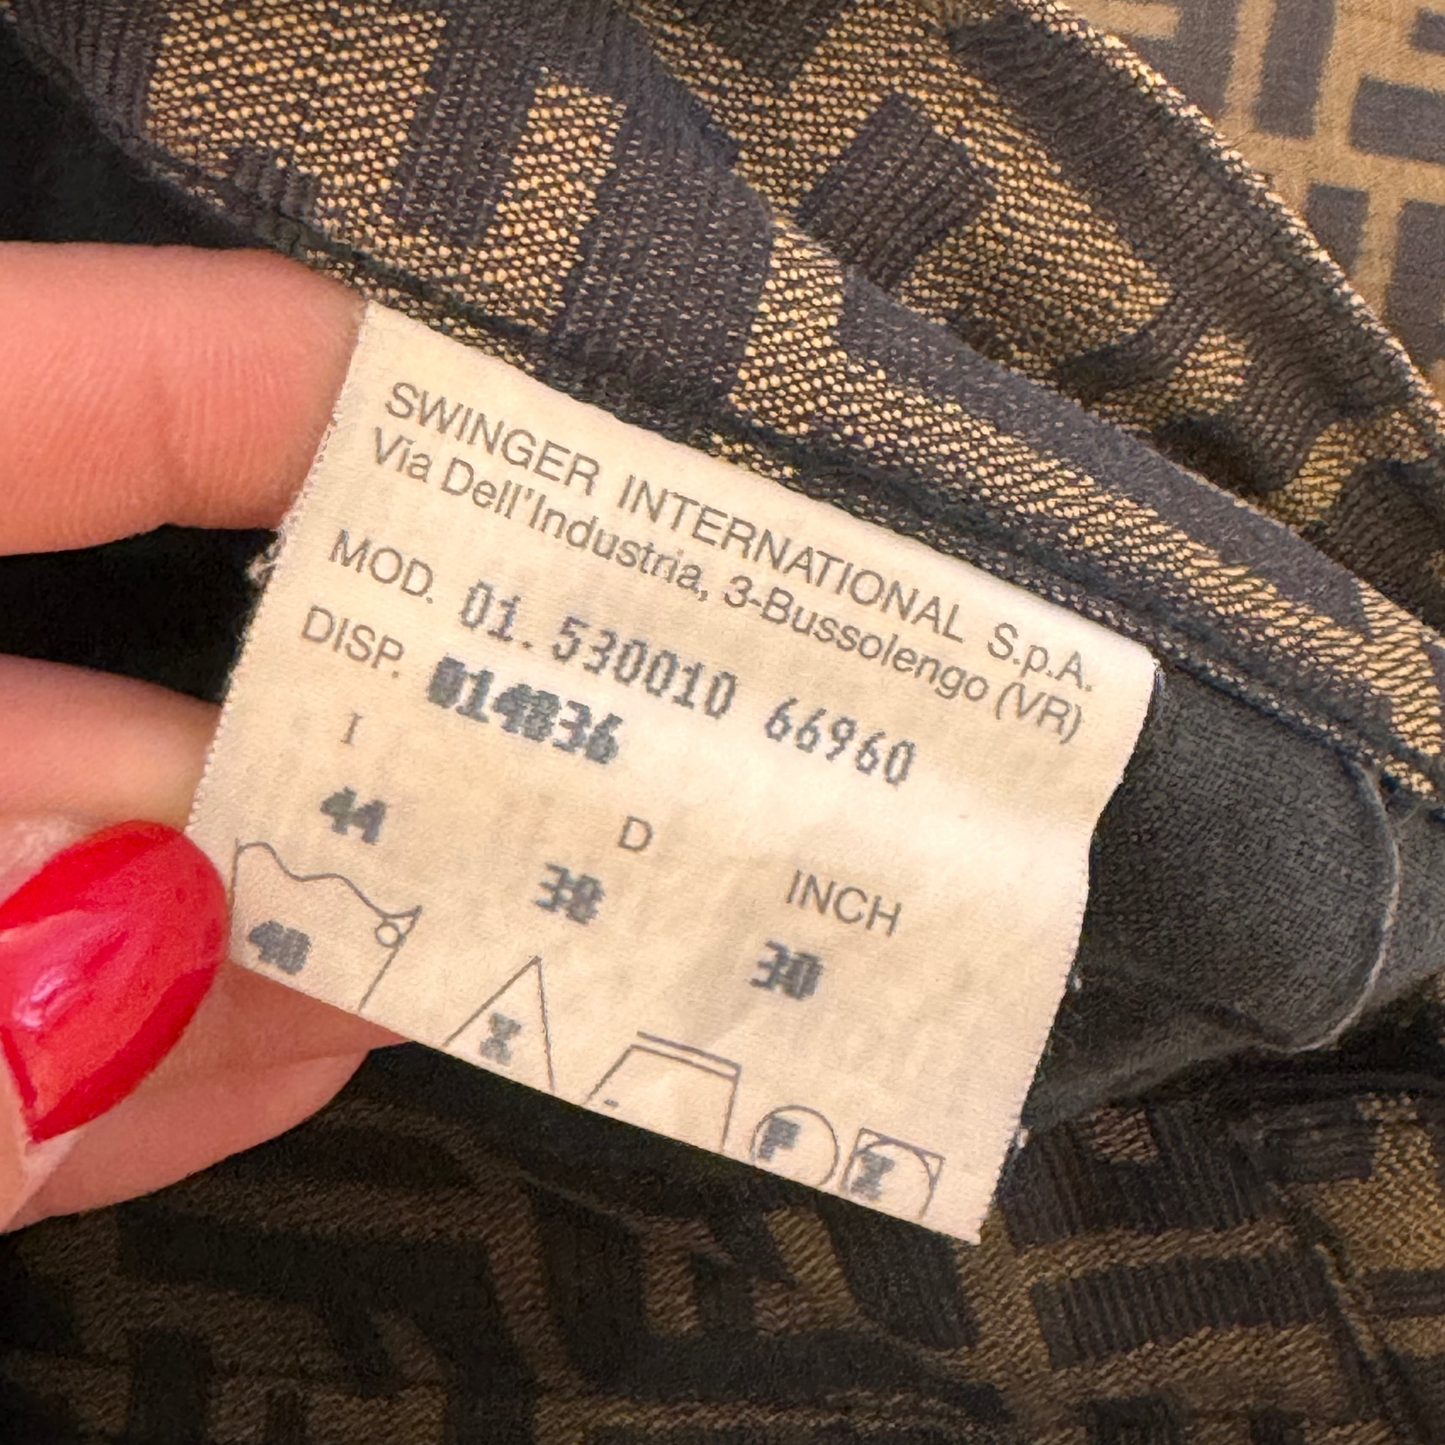 SWINGER INTERNATIONAL S.p.A.
Via Dell'Industria, 3-Bussolengo (VR)
MOD. 01.530010 66960
DISP. 014836
I D INCH
44 38 30
40 X P X